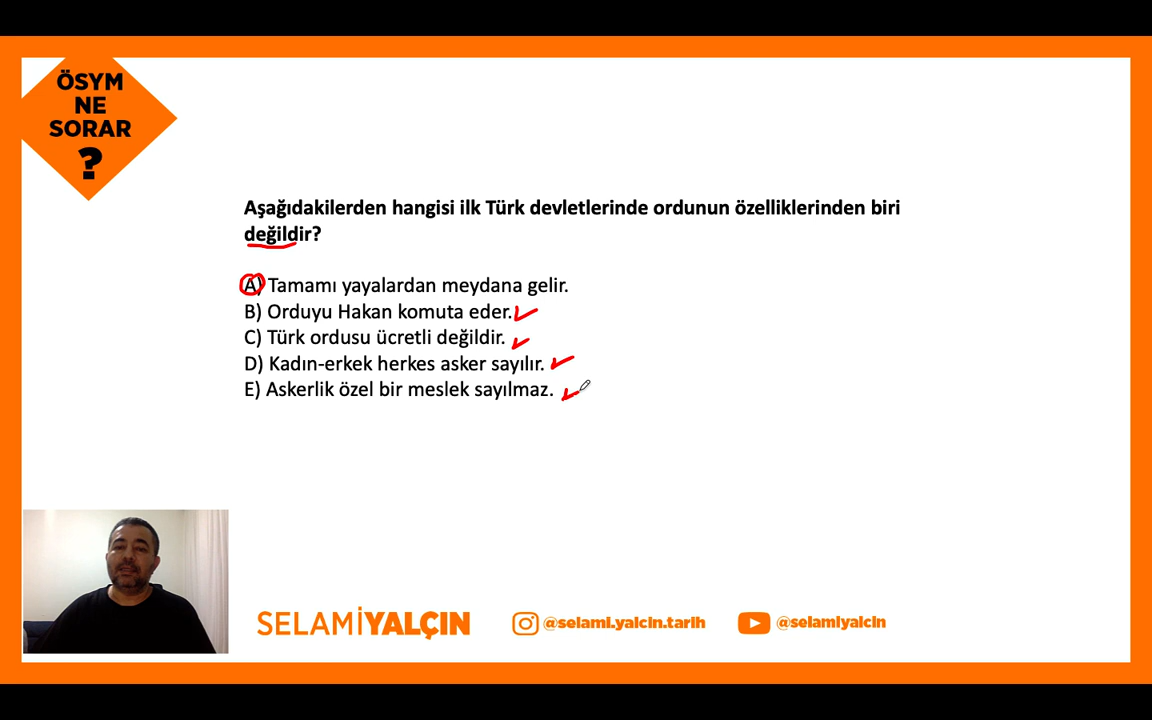 ÖSYM
NE
SORAR
?
Aşağıdakilerden hangisi ilk Türk devletlerinde ordunun özelliklerinden biri
değildir?
A) Tamamı yayalardan meydana gelir.
B) Orduyu Hakan komuta eder.
C) Türk ordusu ücretli değildir.
D) Kadın-erkek herkes asker sayılır.
E) Askerlik özel bir meslek sayılmaz.
SELAMİYALÇIN @selami.yalcin.tarih @selamiyalcin